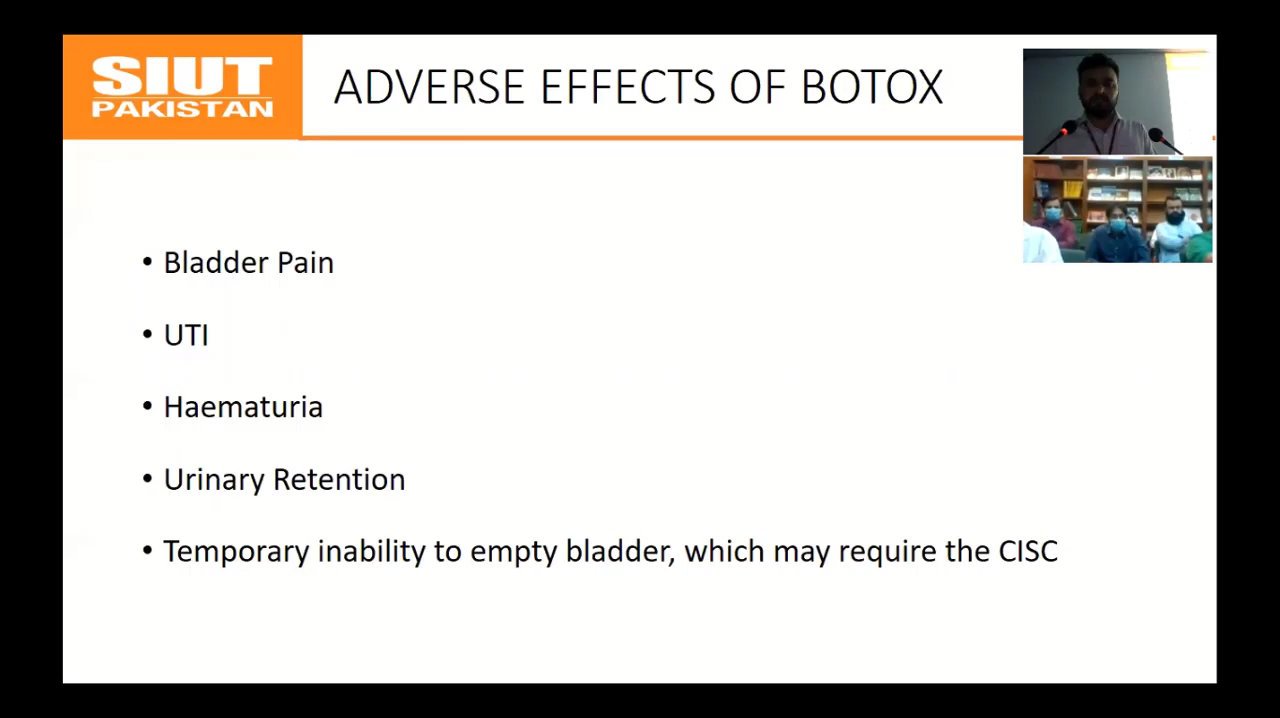 SIUT
PAKISTAN
ADVERSE EFFECTS OF BOTOX
• Bladder Pain
• UTI
• Haematuria
• Urinary Retention
• Temporary inability to empty bladder, which may require the CISC